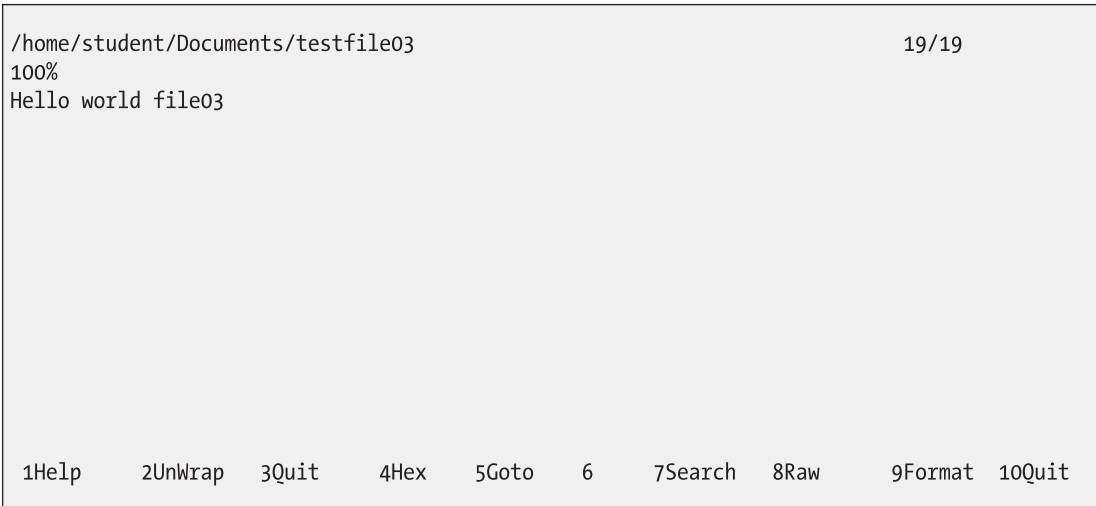 /home/student/Documents/testfile03 19/19
100%
Hello world file03
1Help 2UnWrap 3Quit 4Hex 5Goto 6 7Search 8Raw 9Format 10Quit